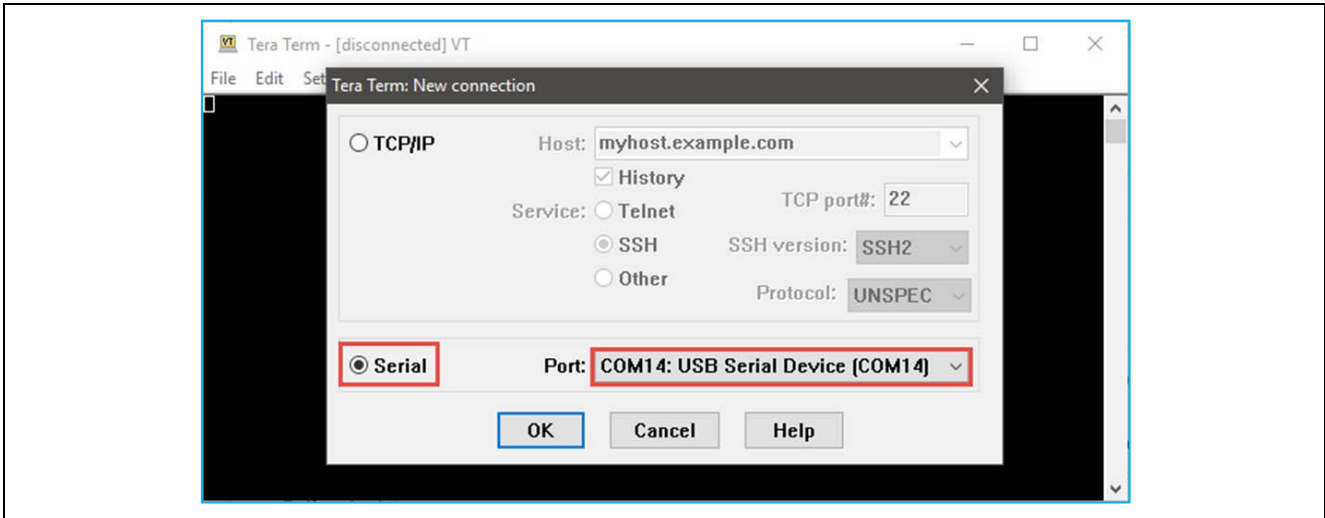 Tera Term - [disconnected] VT
File Edit Set
Tera Term: New connection
TCP/IP Host: myhost.example.com
History
Service: Telnet TCP port#: 22
SSH SSH version: SSH2
Other Protocol: UNSPEC
Serial Port: COM14: USB Serial Device (COM14)
OK Cancel Help